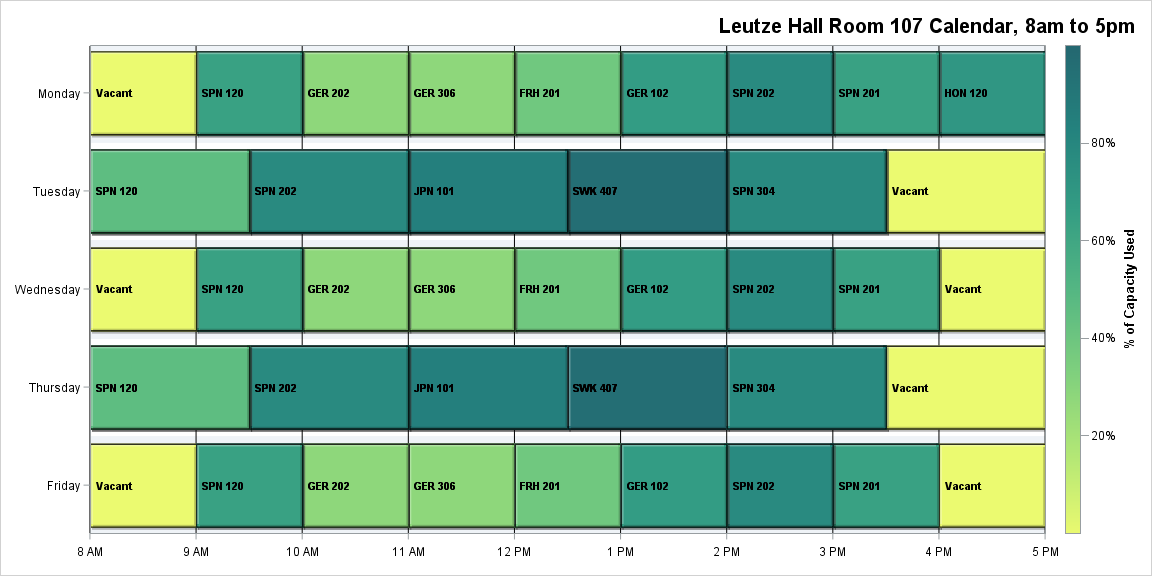 Leutze Hall Room 107 Calendar, 8am to 5pm
Monday
Vacant
SPN 120
GER 202
GER 306
FRH 201
GER 102
SPN 202
SPN 201
HON 120
Tuesday
SPN 120
SPN 202
JPN 101
SWK 407
SPN 304
Vacant
Wednesday
Vacant
SPN 120
GER 202
GER 306
FRH 201
GER 102
SPN 202
SPN 201
Vacant
Thursday
SPN 120
SPN 202
JPN 101
SWK 407
SPN 304
Vacant
Friday
Vacant
SPN 120
GER 202
GER 306
FRH 201
GER 102
SPN 202
SPN 201
Vacant
8 AM
9 AM
10 AM
11 AM
12 PM
1 PM
2 PM
3 PM
4 PM
5 PM
80%
60%
40%
20%
% of Capacity Used